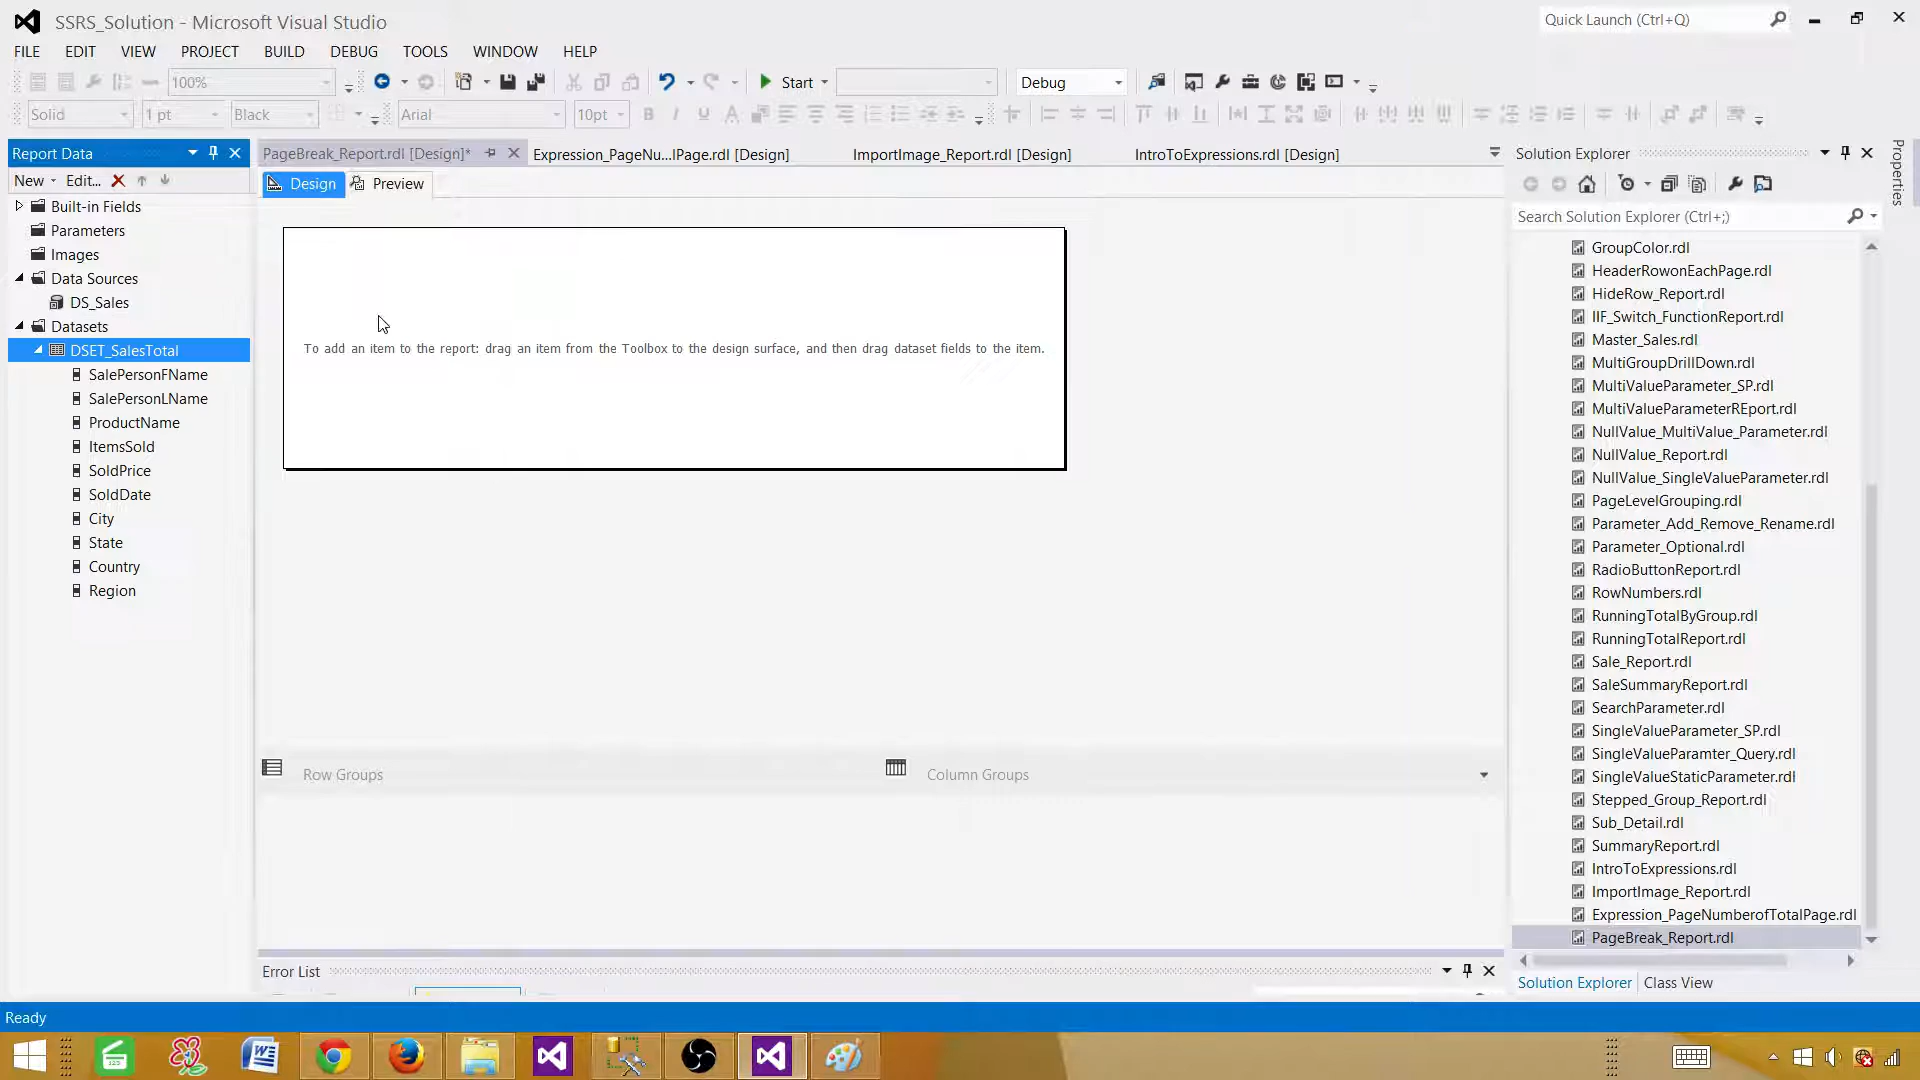 SSRS_Solution - Microsoft Visual Studio
Quick Launch (Ctrl+Q)
FILE EDIT VIEW PROJECT BUILD DEBUG TOOLS WINDOW HELP
100% Start Debug
Solid 1 pt Black Arial 10pt B I U A
Report Data
PageBreak_Report.rdl [Design]* Expression_PageNu...lPage.rdl [Design] ImportImage_Report.rdl [Design] IntroToExpressions.rdl [Design]
Solution Explorer
Properties
New Edit...
Design Preview
Search Solution Explorer (Ctrl+;)
Built-in Fields
Parameters
Images
Data Sources
DS_Sales
Datasets
DSET_SalesTotal
SalePersonFName
SalePersonLName
ProductName
ItemsSold
SoldPrice
SoldDate
City
State
Country
Region
To add an item to the report: drag an item from the Toolbox to the design surface, and then drag dataset fields to the item.
Row Groups
Column Groups
Error List
GroupColor.rdl
HeaderRowonEachPage.rdl
HideRow_Report.rdl
IIF_Switch_FunctionReport.rdl
Master_Sales.rdl
MultiGroupDrillDown.rdl
MultiValueParameter_SP.rdl
MultiValueParameterREport.rdl
NullValue_MultiValue_Parameter.rdl
NullValue_Report.rdl
NullValue_SingleValueParameter.rdl
PageLevelGrouping.rdl
Parameter_Add_Remove_Rename.rdl
Parameter_Optional.rdl
RadioButtonReport.rdl
RowNumbers.rdl
RunningTotalByGroup.rdl
RunningTotalReport.rdl
Sale_Report.rdl
SaleSummaryReport.rdl
SearchParameter.rdl
SingleValueParameter_SP.rdl
SingleValueParamter_Query.rdl
SingleValueStaticParameter.rdl
Stepped_Group_Report.rdl
Sub_Detail.rdl
SummaryReport.rdl
IntroToExpressions.rdl
ImportImage_Report.rdl
Expression_PageNumberofTotalPage.rdl
PageBreak_Report.rdl
Solution Explorer Class View
Ready